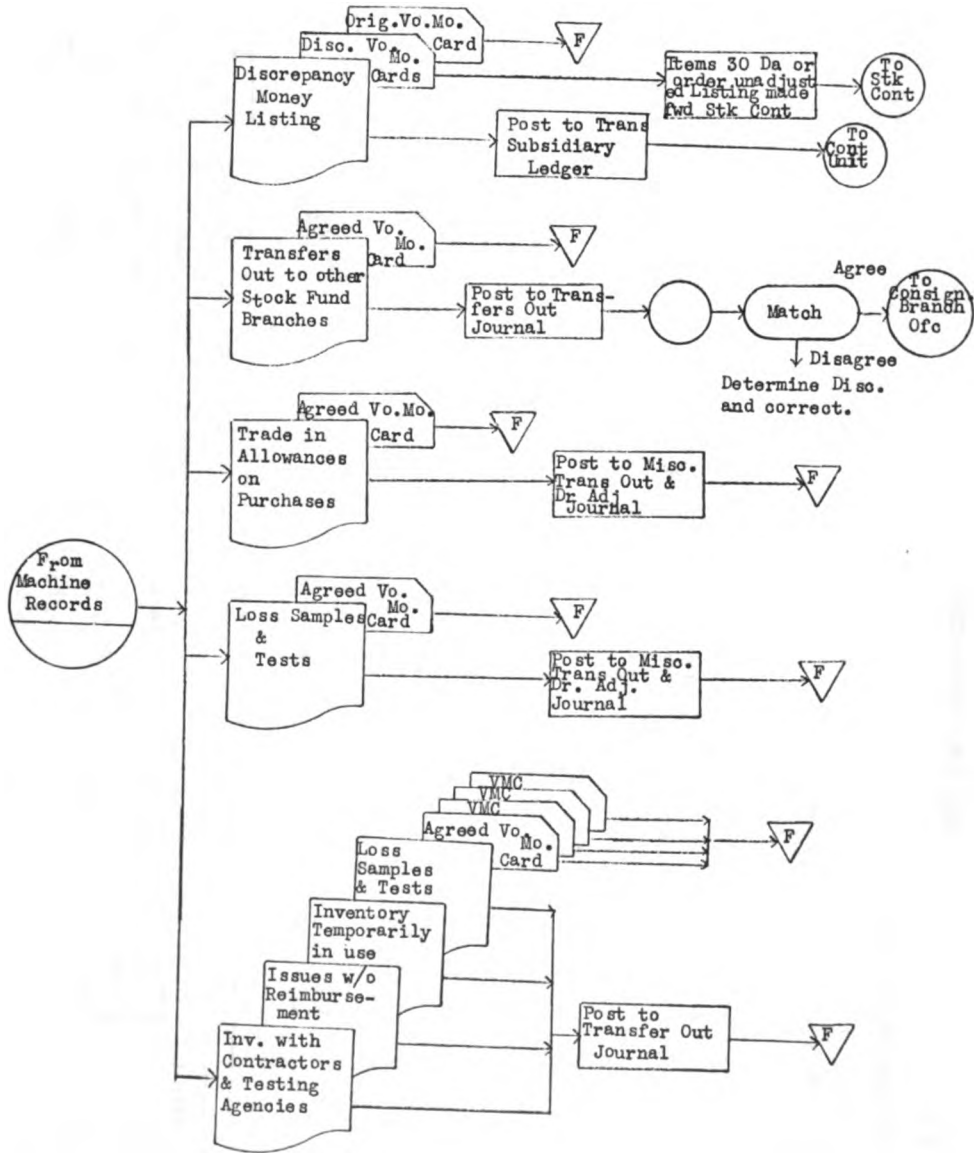 Orig.Vo.Mo.
Card
F
Disc. Vo.
Mo.
Cards
Discrepancy
Money
Listing
Items 30 Da or
order unadjust
ed Listing made
fwd Stk Cont
To
Stk
Cont
Post to Trans
Subsidiary
Ledger
To
Cont
Unit
Agreed Vo.
Mo.
Card
F
Transfers
Out to other
Stock Fund
Branches
Post to Trans-
fers Out
Journal
Match
Agree
To
Consign.
Branch
Ofc
Disagree
Determine Disc.
and correct.
Agreed Vo.Mo.
Card
F
Trade in
Allowances
on
Purchases
Post to Misc.
Trans Out &
Dr Adj
Journal
F
From
Machine
Records
Agreed Vo.
Mo.
Card
F
Loss Samples
&
Tests
Post to Misc.
Trans Out &
Dr. Adj.
Journal
F
VMC
VMC
VMC
Agreed Vo.
Mo.
Card
F
Loss
Samples
& Tests
Inventory
Temporarily
in use
Issues w/o
Reimburse-
ment
Inv. with
Contractors
& Testing
Agencies
Post to
Transfer Out
Journal
F